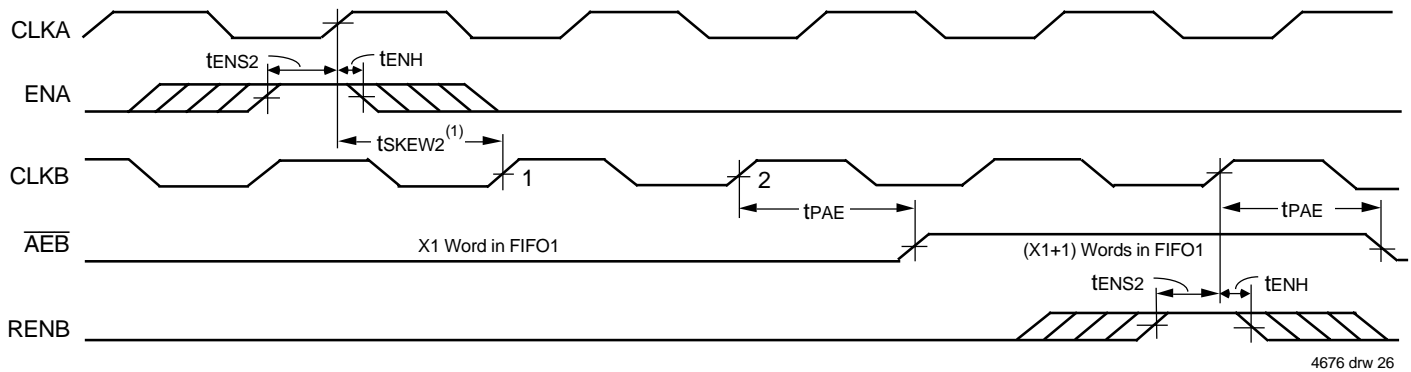 CLKA
tENS2 tENH
ENA
tSKEW2(1)
CLKB 1 2
tPAE tPAE
AEB X1 Word in FIFO1 (X1+1) Words in FIFO1
tENS2 tENH
RENB
4676 drw 26